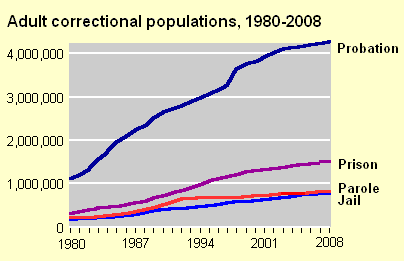 Adult correctional populations, 1980-2008
4,000,000
Probation
3,000,000
2,000,000
Prison
1,000,000
Parole
Jail
0
1980 1987 1994 2001 2008